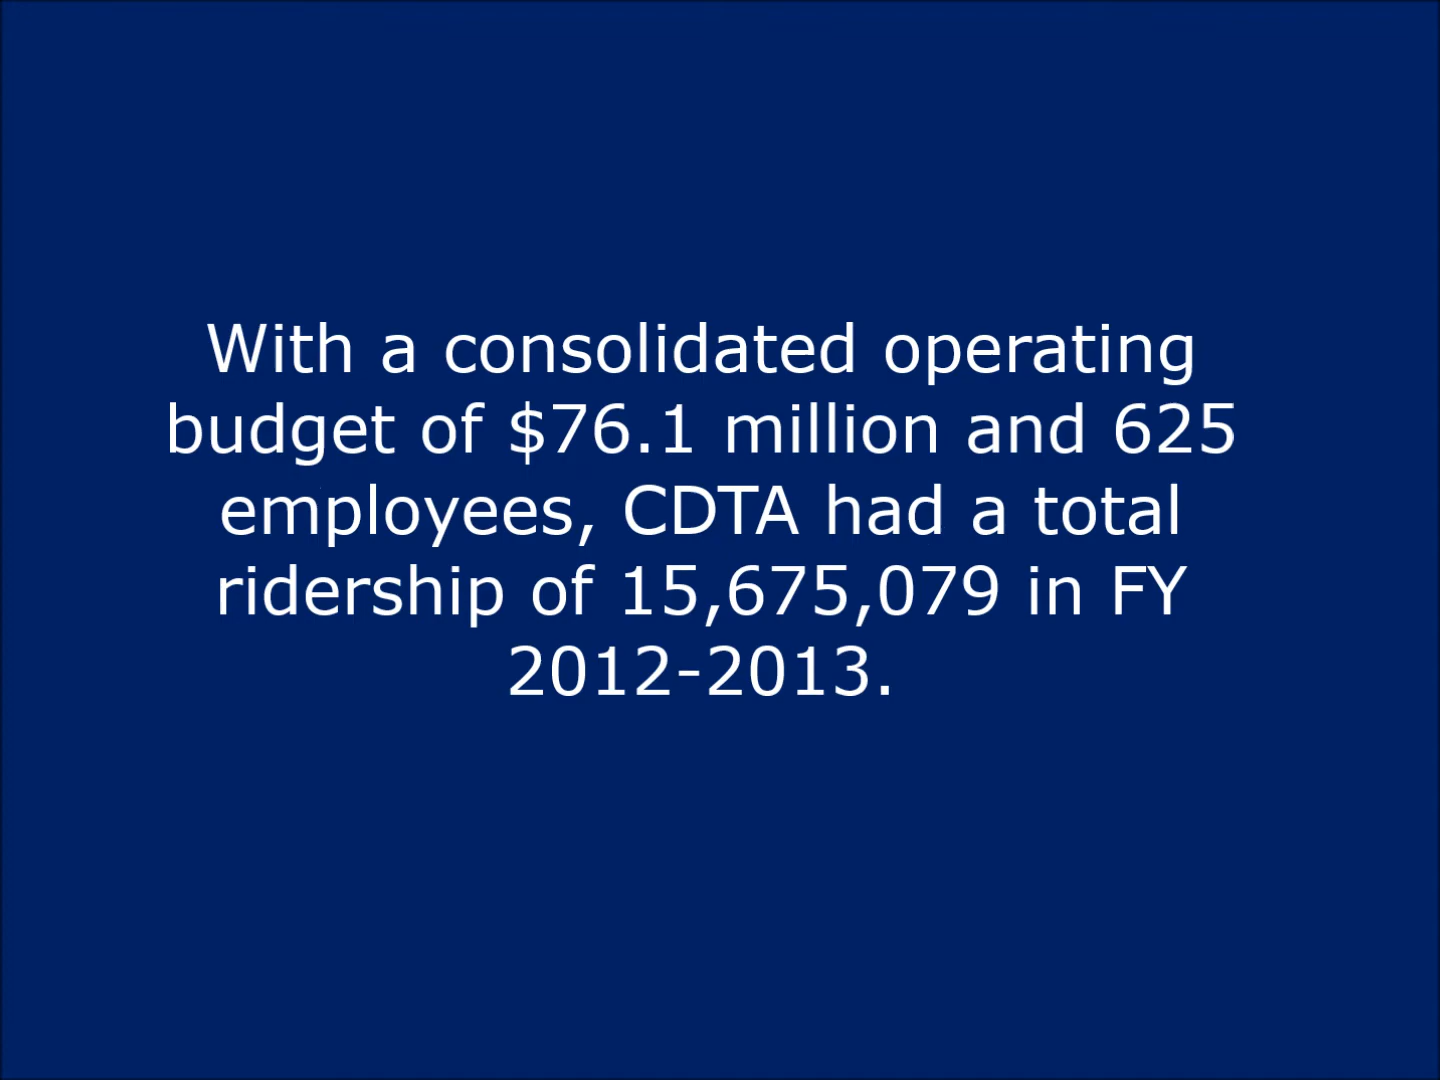 With a consolidated operating
budget of $76.1 million and 625
employees, CDTA had a total
ridership of 15,675,079 in FY
2012-2013.